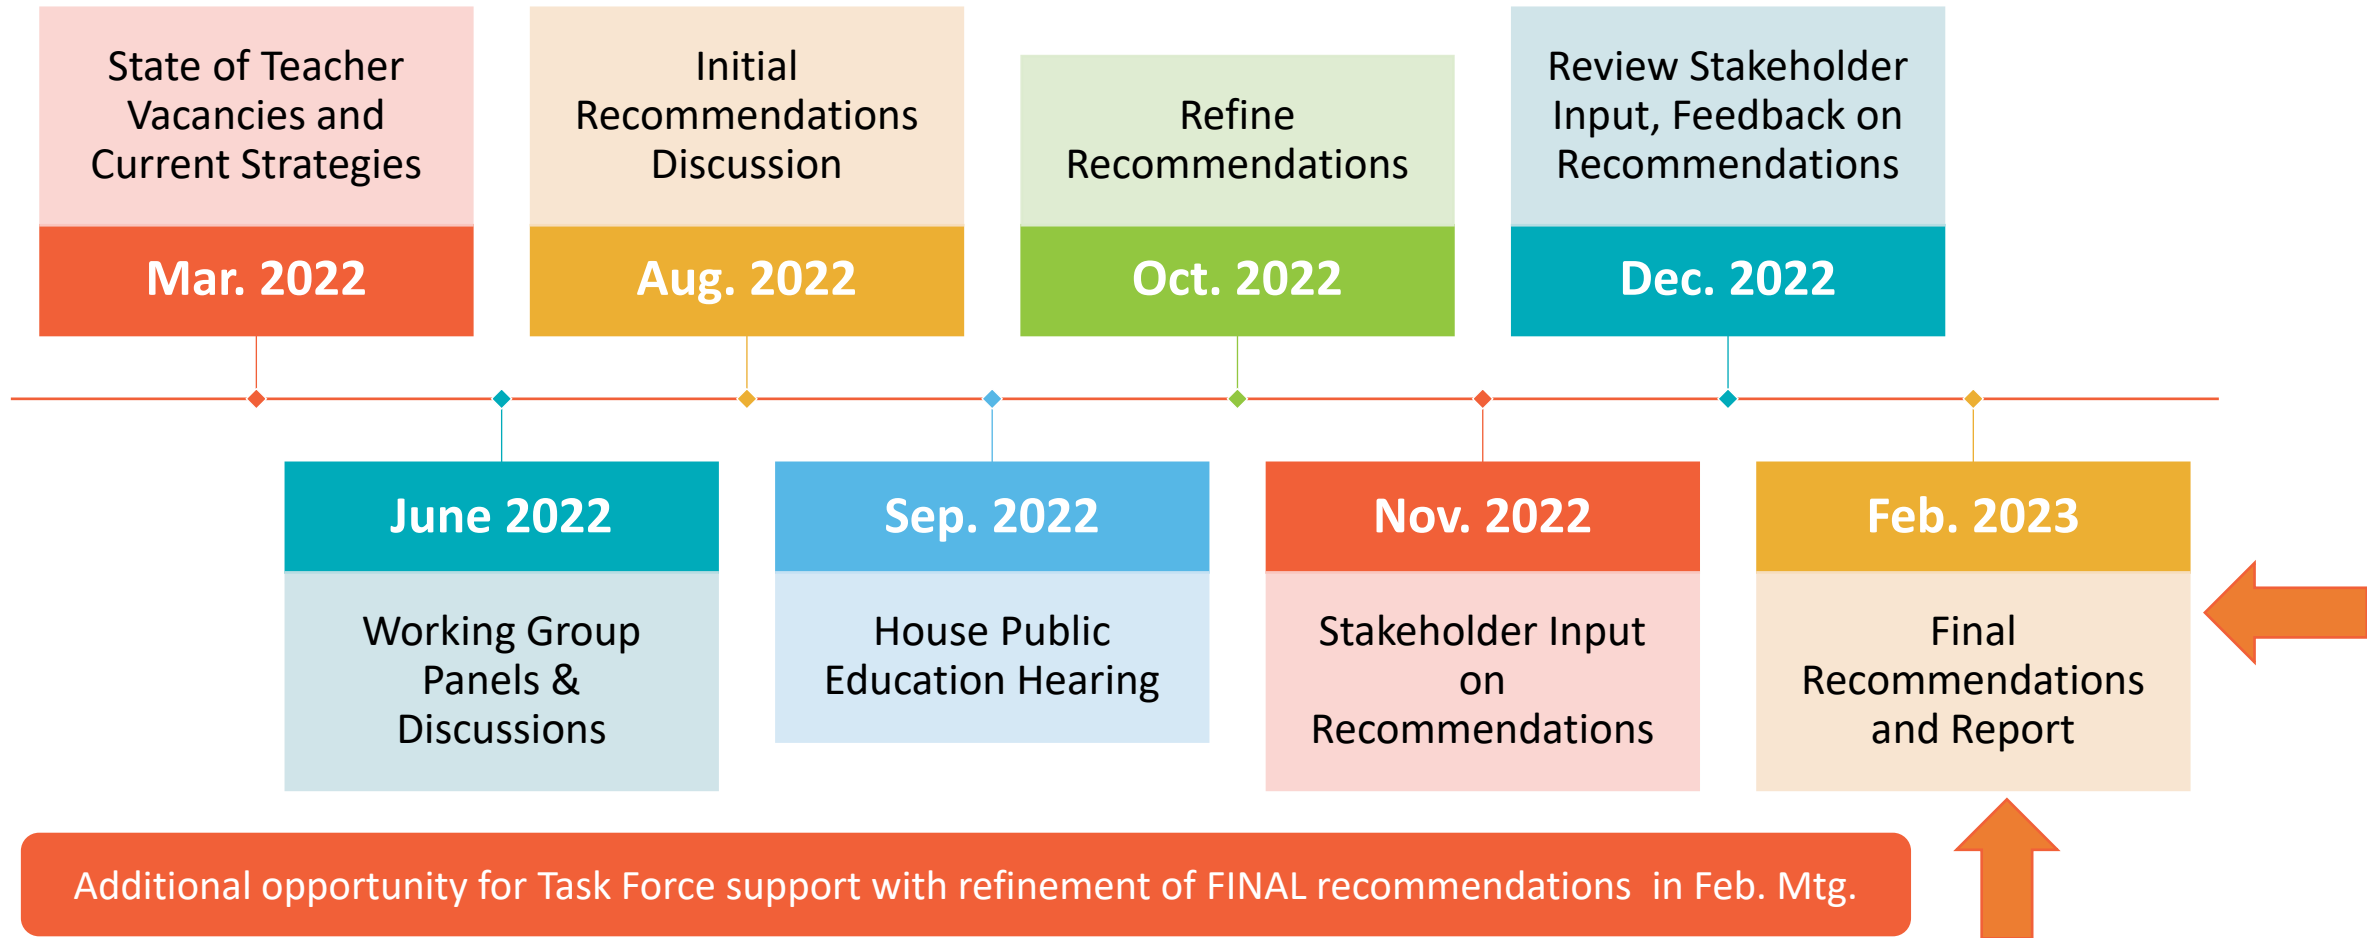 State of Teacher
Vacancies and
Current Strategies
Mar. 2022
Initial
Recommendations
Discussion
Aug. 2022
Refine
Recommendations
Oct. 2022
Review Stakeholder
Input, Feedback on
Recommendations
Dec. 2022
June 2022
Working Group
Panels &
Discussions
Sep. 2022
House Public
Education Hearing
Nov. 2022
Stakeholder Input
on
Recommendations
Feb. 2023
Final
Recommendations
and Report
Additional opportunity for Task Force support with refinement of FINAL recommendations  in Feb. Mtg.